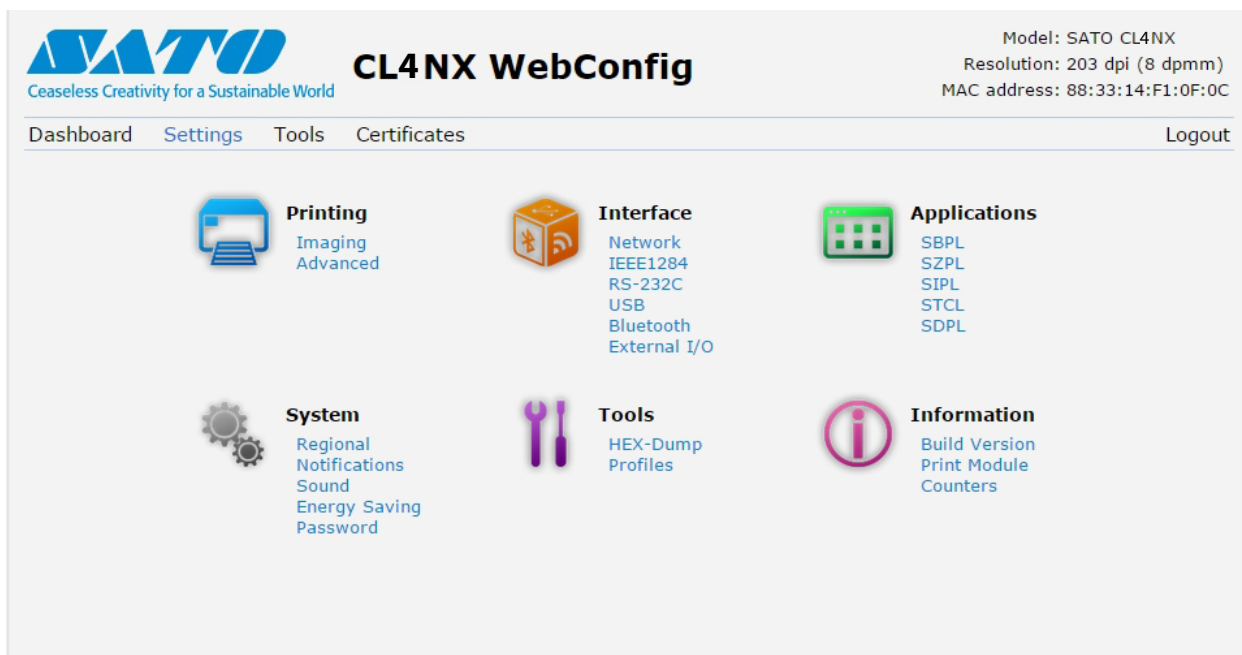 SATO
Ceaseless Creativity for a Sustainable World
CL4NX WebConfig
Model: SATO CL4NX
Resolution: 203 dpi (8 dpmm)
MAC address: 88:33:14:F1:0F:0C
Dashboard Settings Tools Certificates Logout
Printing
Imaging
Advanced
Interface
Network
IEEE1284
RS-232C
USB
Bluetooth
External I/O
Applications
SBPL
SZPL
SIPL
STCL
SDPL
System
Regional
Notifications
Sound
Energy Saving
Password
Tools
HEX-Dump
Profiles
Information
Build Version
Print Module
Counters